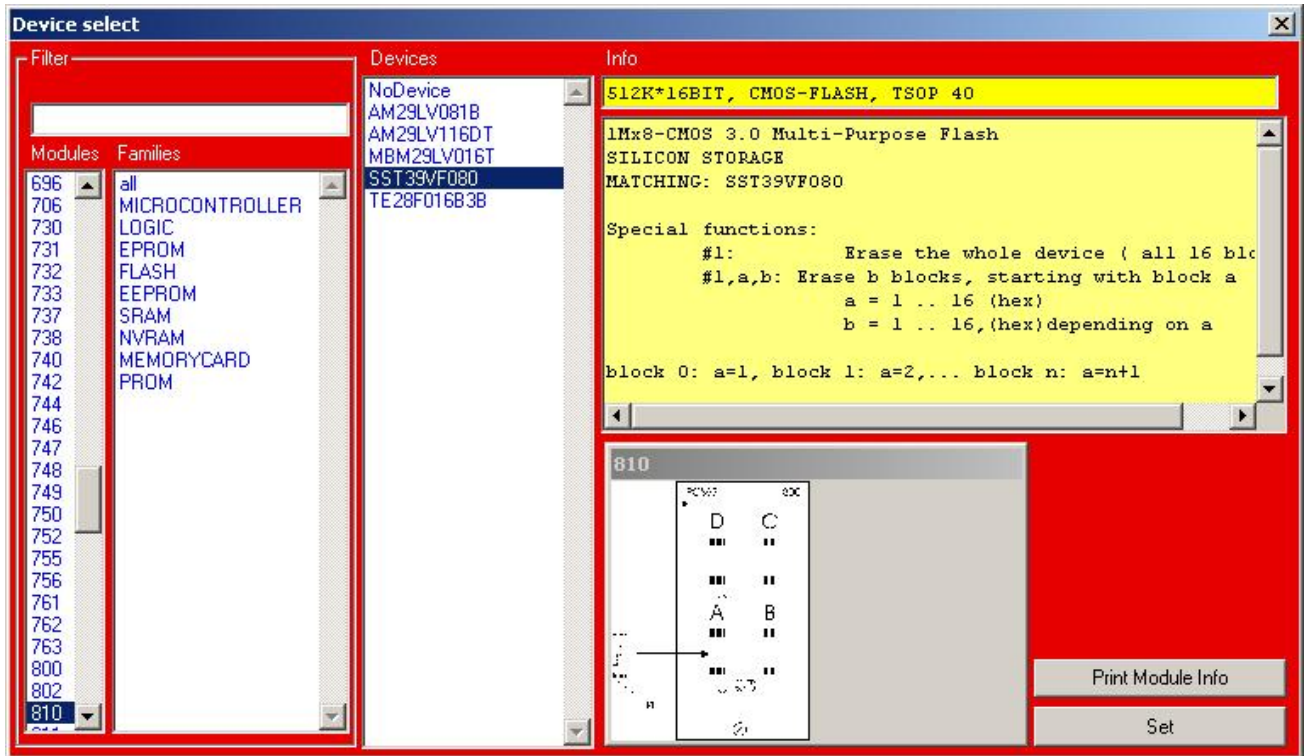 Device select
Filter
Modules
Families
696
706
730
731
732
733
737
738
740
742
744
746
747
748
749
750
752
755
756
761
762
763
800
802
810
all
MICROCONTROLLER
LOGIC
EPROM
FLASH
EEPROM
SRAM
NVRAM
MEMORYCARD
PROM
Devices
NoDevice
AM29LV081B
AM29LV116DT
MBM29LV016T
SST39VF080
TE28F016B3B
Info
512K*16BIT, CMOS-FLASH, TSOP 40
1Mx8-CMOS 3.0 Multi-Purpose Flash
SILICON STORAGE
MATCHING: SST39VF080
Special functions:
#1: Erase the whole device ( all 16 blo
#1,a,b: Erase b blocks, starting with block a
a = 1 .. 16 (hex)
b = 1 .. 16,(hex)depending on a
block 0: a=1, block 1: a=2,... block n: a=n+1
810
D C
A B
Print Module Info
Set